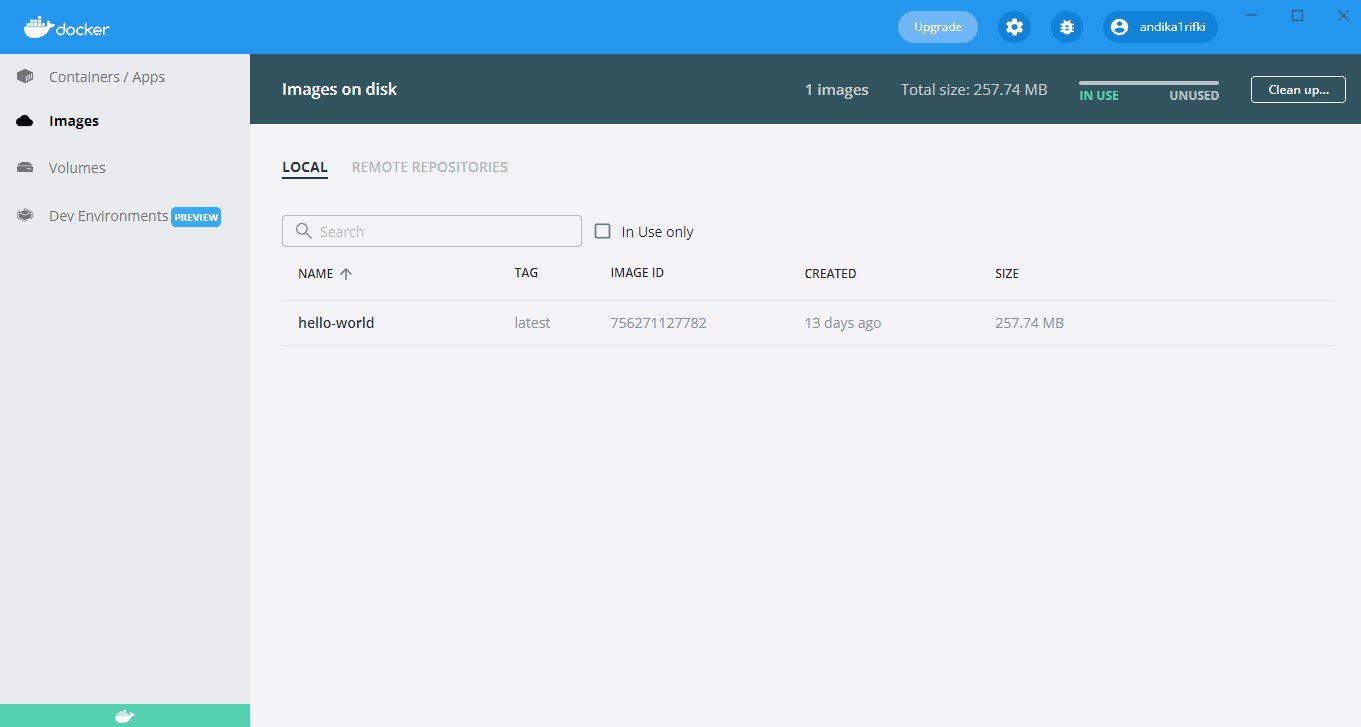 docker
Upgrade
andika1rifki
Containers / Apps
Images
Volumes
Dev Environments PREVIEW
Images on disk
1 images
Total size: 257.74 MB
IN USE
UNUSED
Clean up...
LOCAL
REMOTE REPOSITORIES
Search
In Use only
NAME TAG IMAGE ID CREATED SIZE
hello-world latest 756271127782 13 days ago 257.74 MB